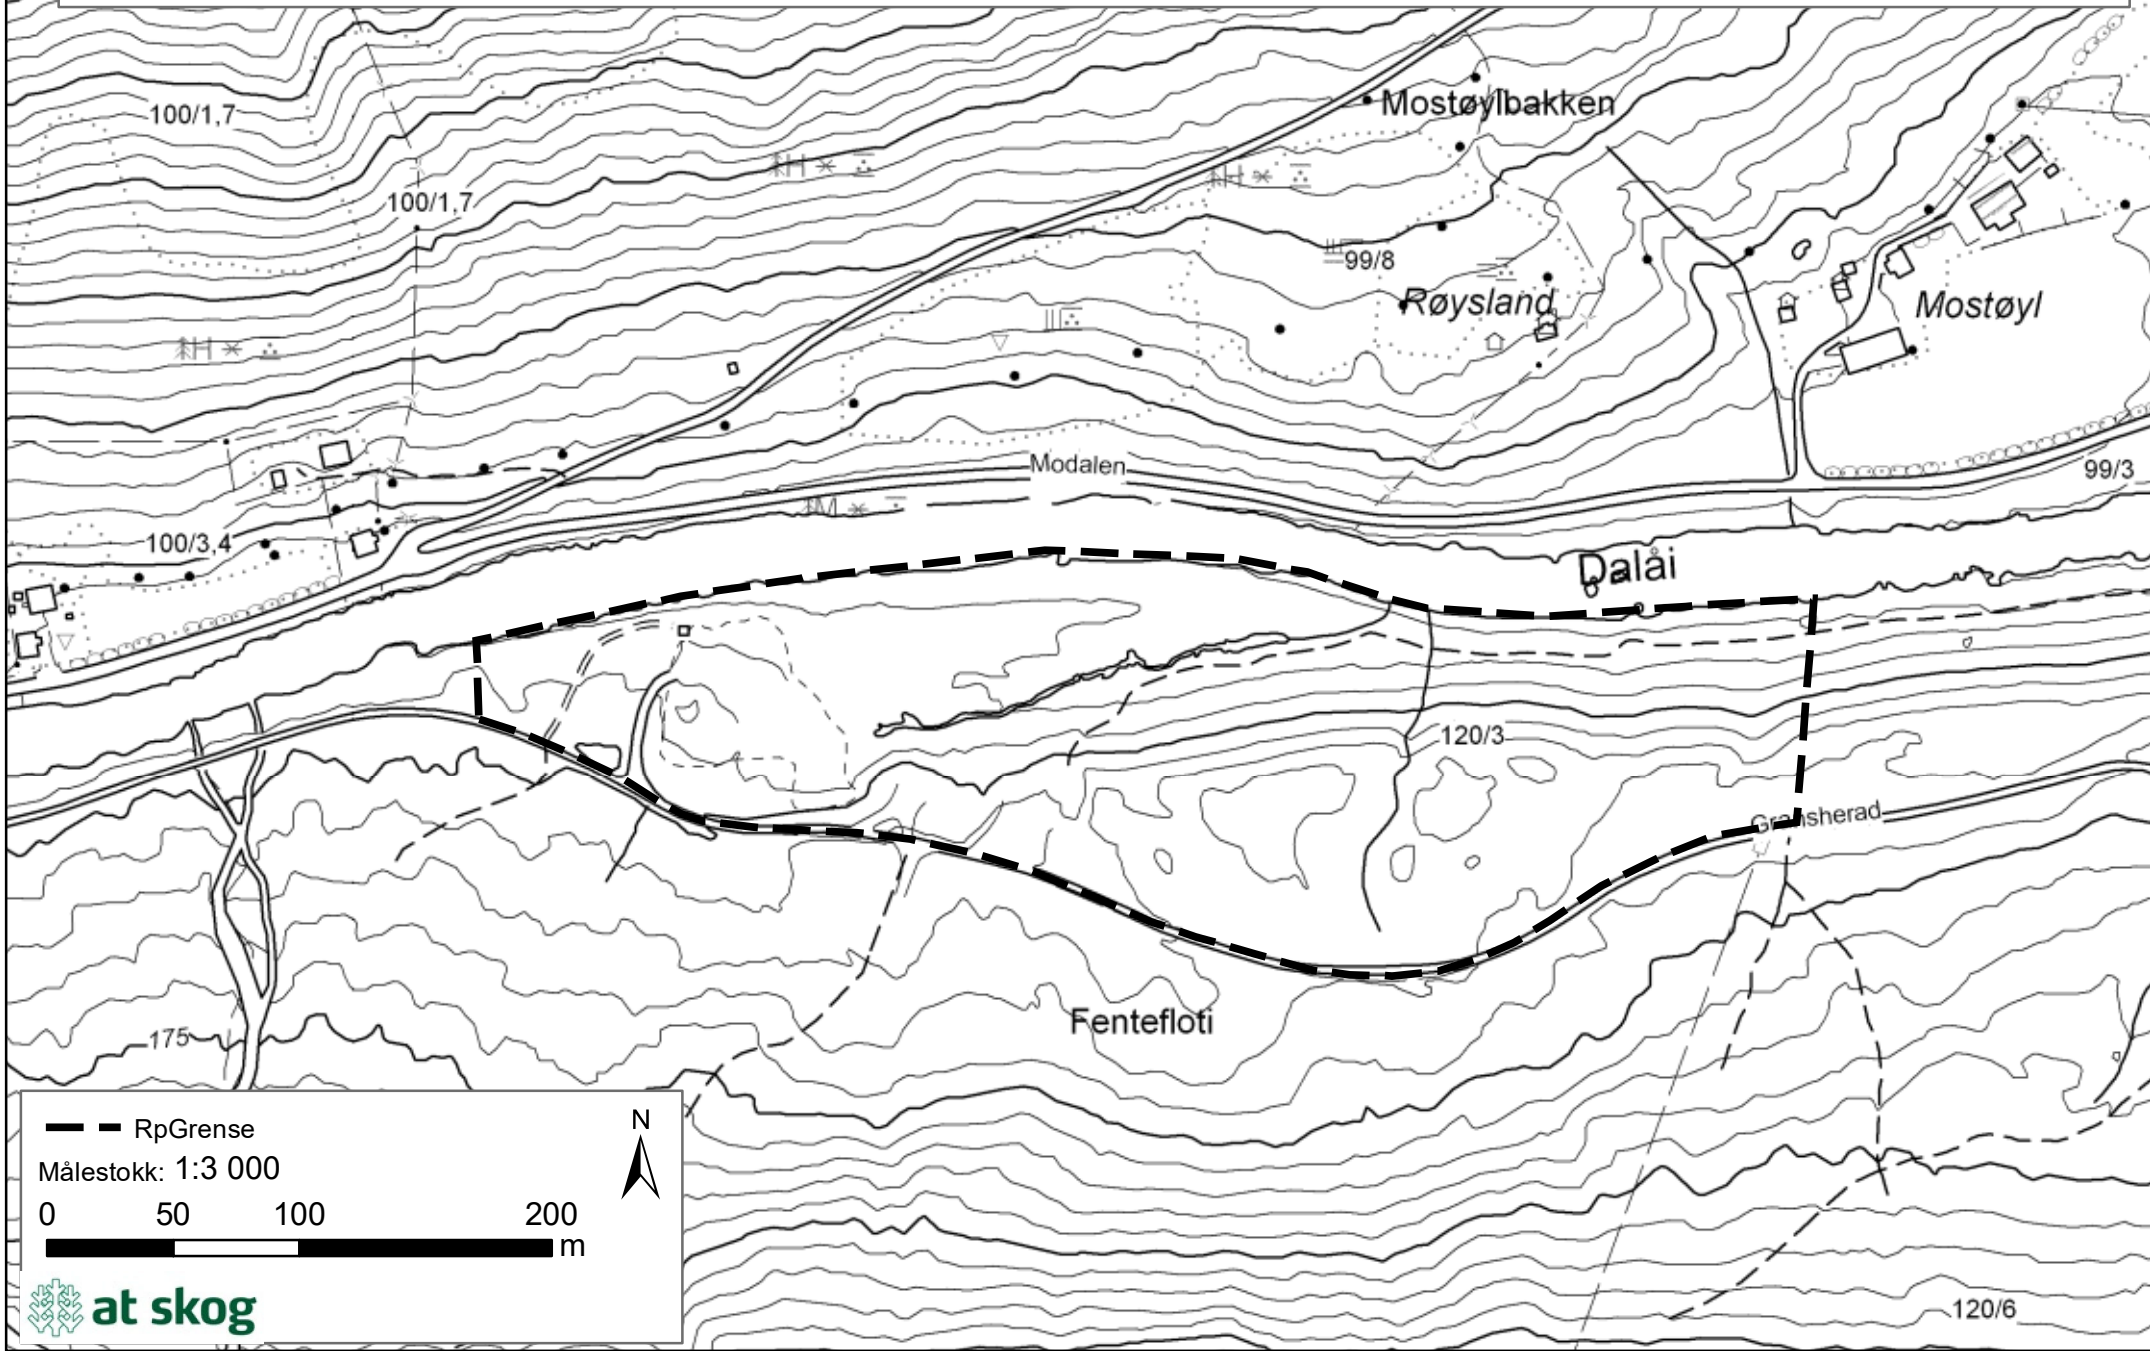 Mostøylbakken
100/1,7
100/1,7
99/8
Røysland
Mostøyl
Modalen
99/3
100/3,4
Dalåi
120/3
Gransherad
Fentefloti
175
RpGrense
N
Målestokk: 1:3 000
0 50 100 200
m
at skog
120/6